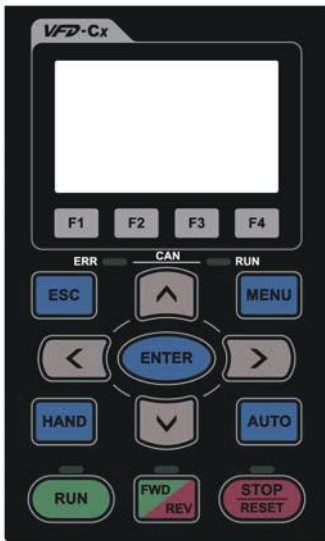 VFD-Cx
F1 F2 F3 F4
ERR CAN RUN
ESC MENU
ENTER
HAND AUTO
RUN FWD REV STOP RESET